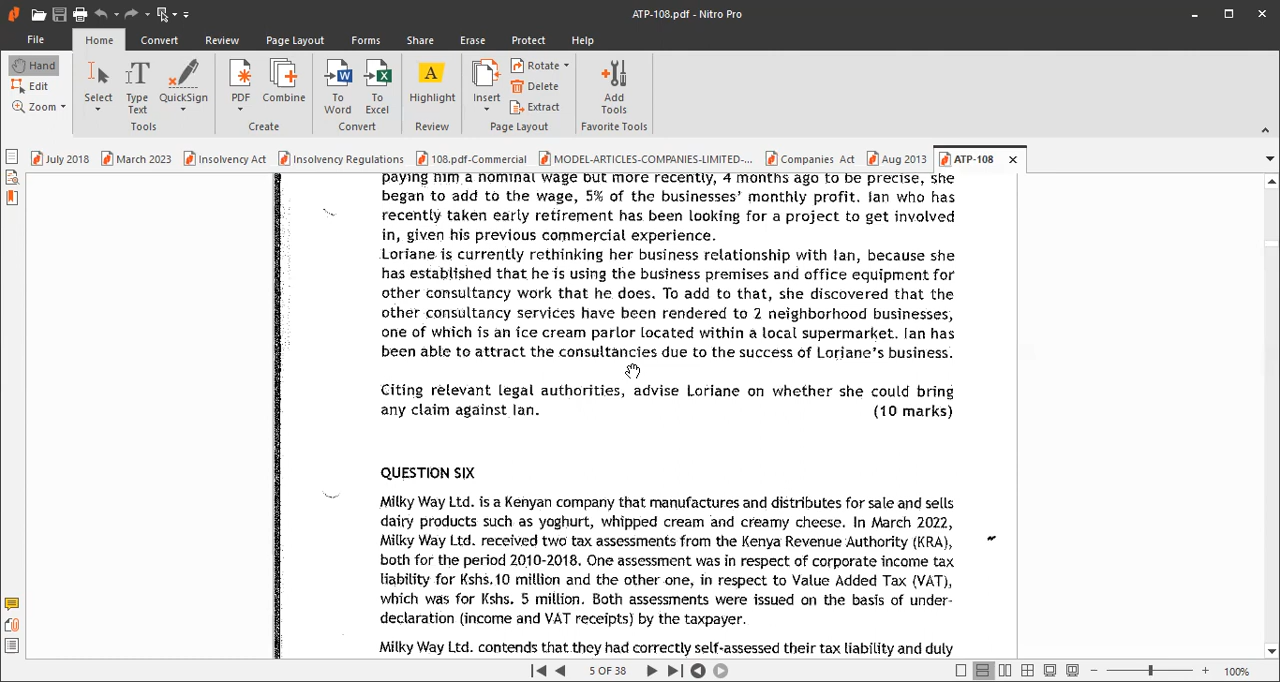 ATP-108.pdf - Nitro Pro
File Home Convert Review Page Layout Forms Share Erase Protect Help
Hand
Edit
Zoom
Select
Type Text
QuickSign
Tools
PDF
Combine
Create
To Word
To Excel
Convert
Highlight
Review
Insert
Rotate
Delete
Extract
Page Layout
Add Tools
Favorite Tools
July 2018 March 2023 Insolvency Act Insolvency Regulations 108.pdf-Commercial MODEL-ARTICLES-COMPANIES-LIMITED-... Companies Act Aug 2013 ATP-108
paying him a nominal wage but more recently, 4 months ago to be precise, she
began to add to the wage, 5% of the businesses' monthly profit. Ian who has
recently taken early retirement has been looking for a project to get involved
in, given his previous commercial experience.
Loriane is currently rethinking her business relationship with Ian, because she
has established that he is using the business premises and office equipment for
other consultancy work that he does. To add to that, she discovered that the
other consultancy services have been rendered to 2 neighborhood businesses,
one of which is an ice cream parlor located within a local supermarket. Ian has
been able to attract the consultancies due to the success of Loriane's business.
Citing relevant legal authorities, advise Loriane on whether she could bring
any claim against Ian. (10 marks)
QUESTION SIX
Milky Way Ltd. is a Kenyan company that manufactures and distributes for sale and sells
dairy products such as yoghurt, whipped cream and creamy cheese. In March 2022,
Milky Way Ltd. received two tax assessments from the Kenya Revenue Authority (KRA),
both for the period 2010-2018. One assessment was in respect of corporate income tax
liability for Kshs.10 million and the other one, in respect to Value Added Tax (VAT),
which was for Kshs. 5 million. Both assessments were issued on the basis of under-
declaration (income and VAT receipts) by the taxpayer.
Milky Way Ltd. contends that they had correctly self-assessed their tax liability and duly
5 OF 38
100%